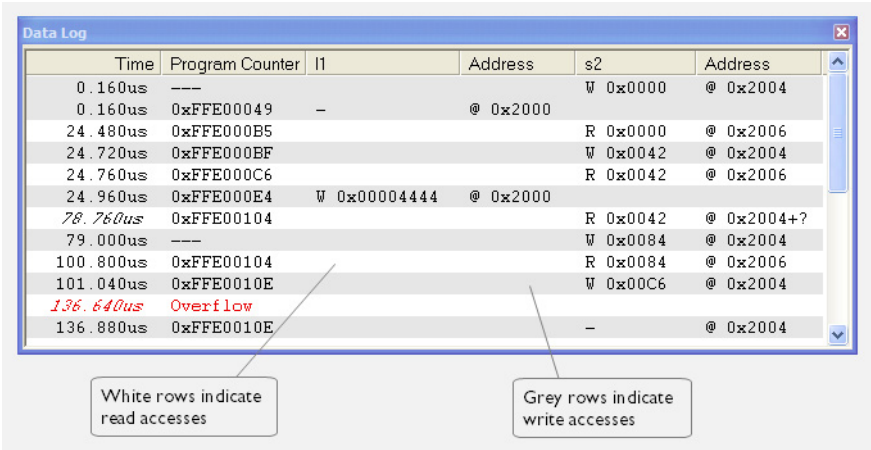 Data Log
Time Program Counter l1 Address s2 Address
0.160us --- W 0x0000 @ 0x2004
0.160us 0xFFE00049 - @ 0x2000
24.480us 0xFFE000B5 R 0x0000 @ 0x2006
24.720us 0xFFE000BF W 0x0042 @ 0x2004
24.760us 0xFFE000C6 R 0x0042 @ 0x2006
24.960us 0xFFE000E4 W 0x00004444 @ 0x2000
78.760us 0xFFE00104 R 0x0042 @ 0x2004+?
79.000us --- W 0x0084 @ 0x2004
100.800us 0xFFE00104 R 0x0084 @ 0x2006
101.040us 0xFFE0010E W 0x00C6 @ 0x2004
136.640us Overflow
136.880us 0xFFE0010E - @ 0x2004
White rows indicate
read accesses
Grey rows indicate
write accesses